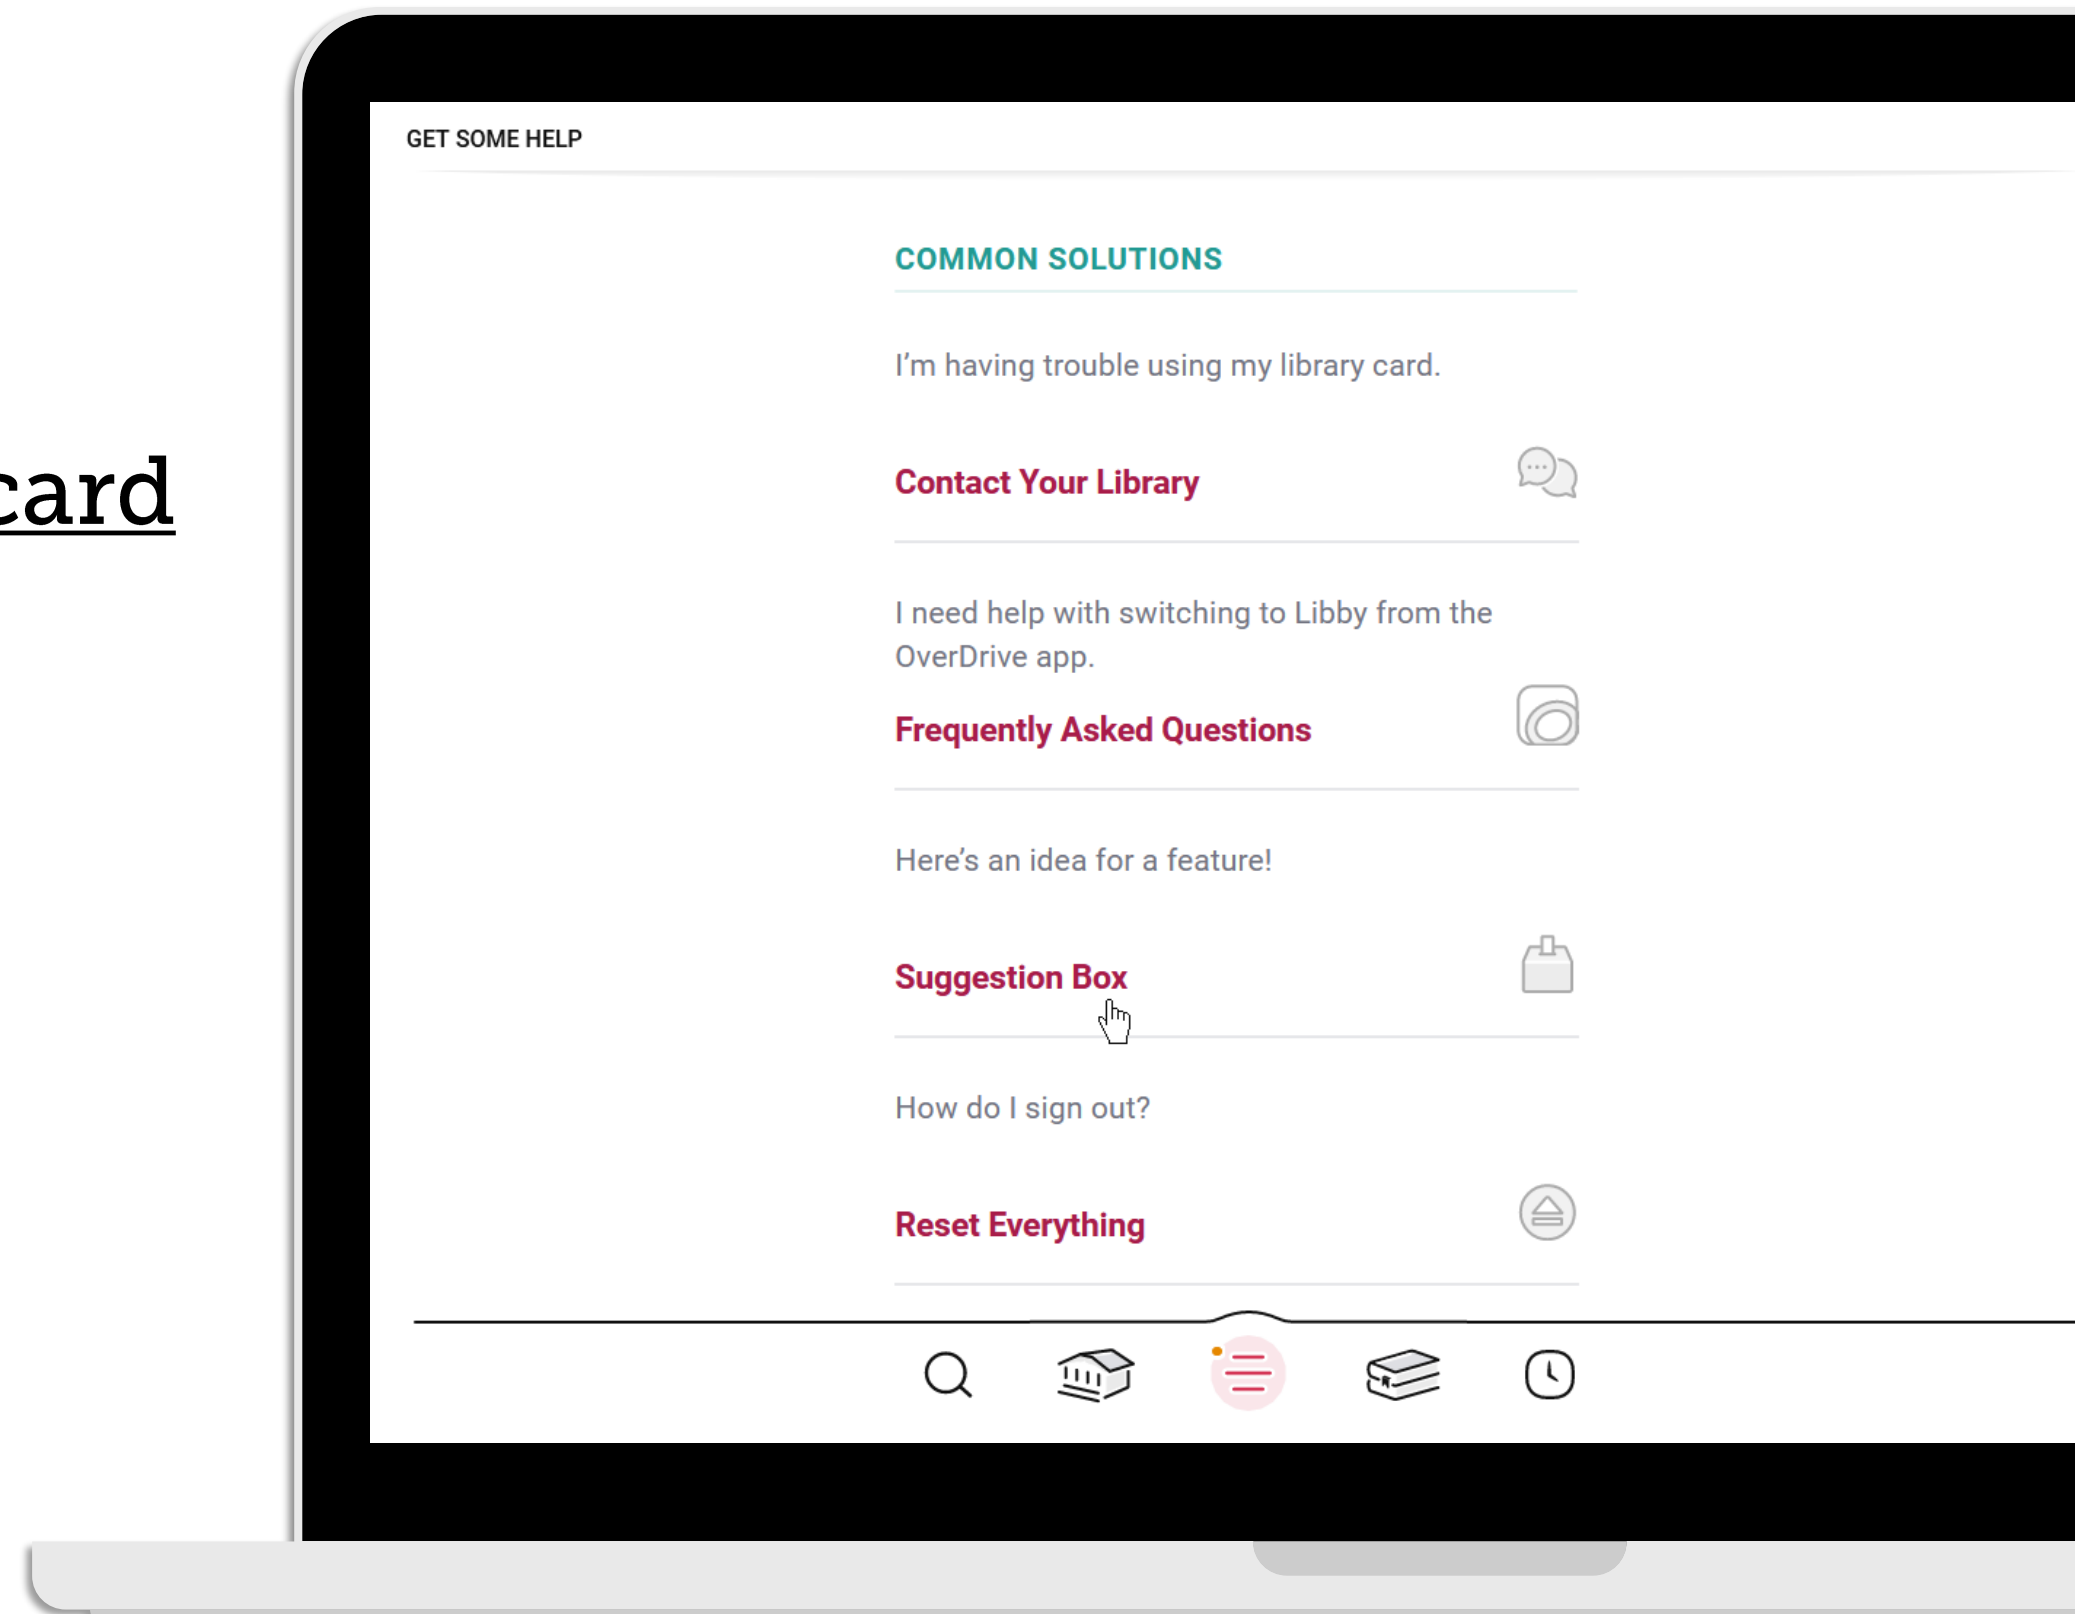 card
GET SOME HELP
COMMON SOLUTIONS
I'm having trouble using my library card.
Contact Your Library
I need help with switching to Libby from the
OverDrive app.
Frequently Asked Questions
Here's an idea for a feature!
Suggestion Box
How do I sign out?
Reset Everything